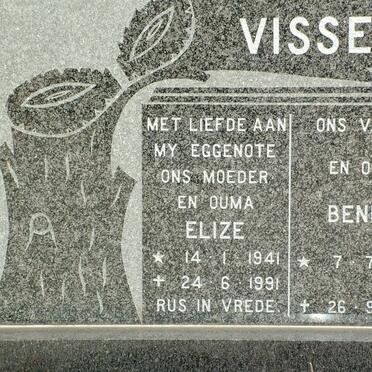 VISSE
MET LIEFDE AAN
MY EGGENOTE
ONS MOEDER
EN OUMA
ELIZE
★ 14 · 1 · 1941
+ 24 · 6 · 1991
RUS IN VREDE.
ONS V
EN O
BEN
★ 7 · 7
+ 26 · 9